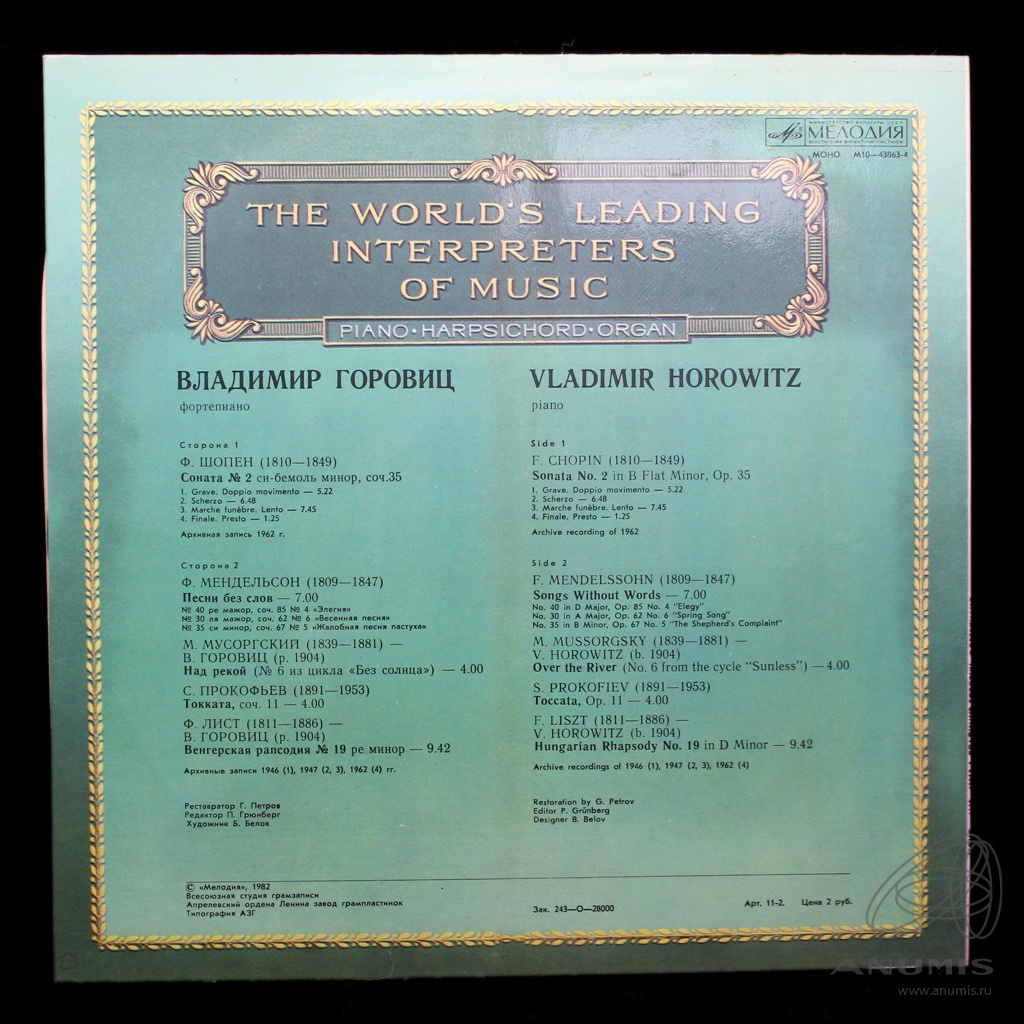 МИНИСТЕРСТВО КУЛЬТУРЫ СССР
МЕЛОДИЯ
ВСЕСОЮЗНАЯ ФИРМА ГРАМПЛАСТИНОК
МОНО М10—43863-4
THE WORLD'S LEADING
INTERPRETERS
OF MUSIC
PIANO·HARPSICHORD·ORGAN
ВЛАДИМИР ГОРОВИЦ
фортепиано
Сторона 1
Ф. ШОПЕН (1810—1849)
Соната № 2 си-бемоль минор, соч.35
1. Grave. Doppio movimento — 5.22
2. Scherzo — 6.48
3. Marche funèbre. Lento — 7.45
4. Finale. Presto — 1.25
Архивная запись 1962 г.
Сторона 2
Ф. МЕНДЕЛЬСОН (1809—1847)
Песни без слов — 7.00
№ 40 ре мажор, соч. 85 № 4 «Элегия»
№ 30 ля мажор, соч. 62 № 6 «Весенняя песня»
№ 35 си минор, соч. 67 № 5 «Жалобная песня пастуха»
М. МУСОРГСКИЙ (1839—1881) —
В. ГОРОВИЦ (р. 1904)
Над рекой (№ 6 из цикла «Без солнца») — 4.00
С. ПРОКОФЬЕВ (1891—1953)
Токката, соч. 11 — 4.00
Ф. ЛИСТ (1811—1886) —
В. ГОРОВИЦ (р. 1904)
Венгерская рапсодия № 19 ре минор — 9.42
Архивные записи 1946 (1), 1947 (2, 3), 1962 (4) гг.
Реставратор Г. Петров
Редактор П. Грюнберг
Художник Б. Белов
VLADIMIR HOROWITZ
piano
Side 1
F. CHOPIN (1810—1849)
Sonata No. 2 in B Flat Minor, Op. 35
1. Grave. Doppio movimento — 5.22
2. Scherzo — 6.48
3. Marche funèbre. Lento — 7.45
4. Finale. Presto — 1.25
Archive recording of 1962
Side 2
F. MENDELSSOHN (1809—1847)
Songs Without Words — 7.00
No. 40 in D Major, Op. 85 No. 4 "Elegy"
No. 30 in A Major, Op. 62 No. 6 "Spring Song"
No. 35 in B Minor, Op. 67 No. 5 "The Shepherd's Complaint"
M. MUSSORGSKY (1839—1881) —
V. HOROWITZ (b. 1904)
Over the River (No. 6 from the cycle "Sunless") — 4.00
S. PROKOFIEV (1891—1953)
Toccata, Op. 11 — 4.00
F. LISZT (1811—1886) —
V. HOROWITZ (b. 1904)
Hungarian Rhapsody No. 19 in D Minor — 9.42
Archive recordings of 1946 (1), 1947 (2, 3), 1962 (4)
Restoration by G. Petrov
Editor P. Grünberg
Designer B. Belov
© «Мелодия», 1982
Всесоюзная студия грамзаписи
Апрелевский ордена Ленина завод грампластинок
Типография АЗГ
Зак. 243—О—28000
Арт. 11-2. Цена 2 руб.
ANUMIS
www.anumis.ru